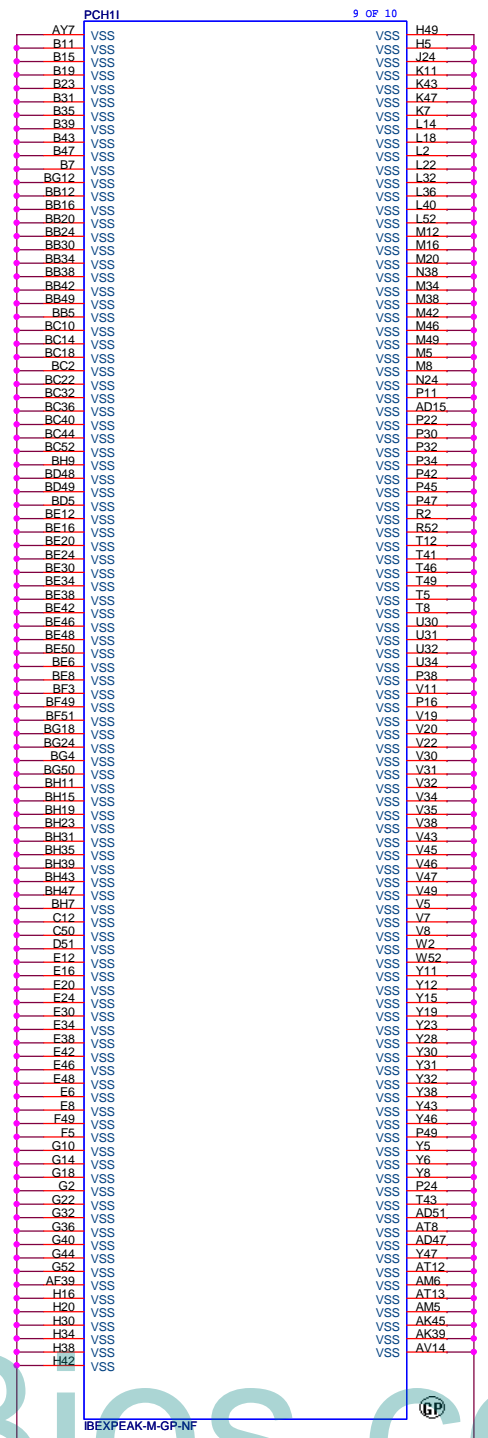 PCH1I 9 OF 10
AY7 VSS VSS H49
B11 VSS VSS H5
B15 VSS VSS J24
B19 VSS VSS K11
B23 VSS VSS K43
B31 VSS VSS K47
B35 VSS VSS K7
B39 VSS VSS L14
B43 VSS VSS L18
B47 VSS VSS L2
B7 VSS VSS L22
BG12 VSS VSS L32
BB12 VSS VSS L36
BB16 VSS VSS L40
BB20 VSS VSS L52
BB24 VSS VSS M12
BB30 VSS VSS M16
BB34 VSS VSS M20
BB38 VSS VSS N38
BB42 VSS VSS M34
BB49 VSS VSS M38
BB5 VSS VSS M42
BC10 VSS VSS M46
BC14 VSS VSS M49
BC18 VSS VSS M5
BC2 VSS VSS M8
BC22 VSS VSS N24
BC32 VSS VSS P11
BC36 VSS VSS AD15
BC40 VSS VSS P22
BC44 VSS VSS P30
BC52 VSS VSS P32
BH9 VSS VSS P34
BD48 VSS VSS P42
BD49 VSS VSS P45
BD5 VSS VSS P47
BE12 VSS VSS R2
BE16 VSS VSS R52
BE20 VSS VSS T12
BE24 VSS VSS T41
BE30 VSS VSS T46
BE34 VSS VSS T49
BE38 VSS VSS T5
BE42 VSS VSS T8
BE46 VSS VSS U30
BE48 VSS VSS U31
BE50 VSS VSS U32
BE6 VSS VSS U34
BE8 VSS VSS P38
BF3 VSS VSS V11
BF49 VSS VSS P16
BF51 VSS VSS V19
BG18 VSS VSS V20
BG24 VSS VSS V22
BG4 VSS VSS V30
BG50 VSS VSS V31
BH11 VSS VSS V32
BH15 VSS VSS V34
BH19 VSS VSS V35
BH23 VSS VSS V38
BH31 VSS VSS V43
BH35 VSS VSS V45
BH39 VSS VSS V46
BH43 VSS VSS V47
BH47 VSS VSS V49
BH7 VSS VSS V5
C12 VSS VSS V7
C50 VSS VSS V8
D51 VSS VSS W2
E12 VSS VSS W52
E16 VSS VSS Y11
E20 VSS VSS Y12
E24 VSS VSS Y15
E30 VSS VSS Y19
E34 VSS VSS Y23
E38 VSS VSS Y28
E42 VSS VSS Y30
E46 VSS VSS Y31
E48 VSS VSS Y32
E6 VSS VSS Y38
E8 VSS VSS Y43
F49 VSS VSS Y46
F5 VSS VSS P49
G10 VSS VSS Y5
G14 VSS VSS Y6
G18 VSS VSS Y8
G2 VSS VSS P24
G22 VSS VSS T43
G32 VSS VSS AD51
G36 VSS VSS AT8
G40 VSS VSS AD47
G44 VSS VSS Y47
G52 VSS VSS AT12
AF39 VSS VSS AM6
H16 VSS VSS AT13
H20 VSS VSS AM5
H30 VSS VSS AK45
H34 VSS VSS AK39
H38 VSS VSS AV14
H42 VSS
GP
IBEXPEAK-M-GP-NF